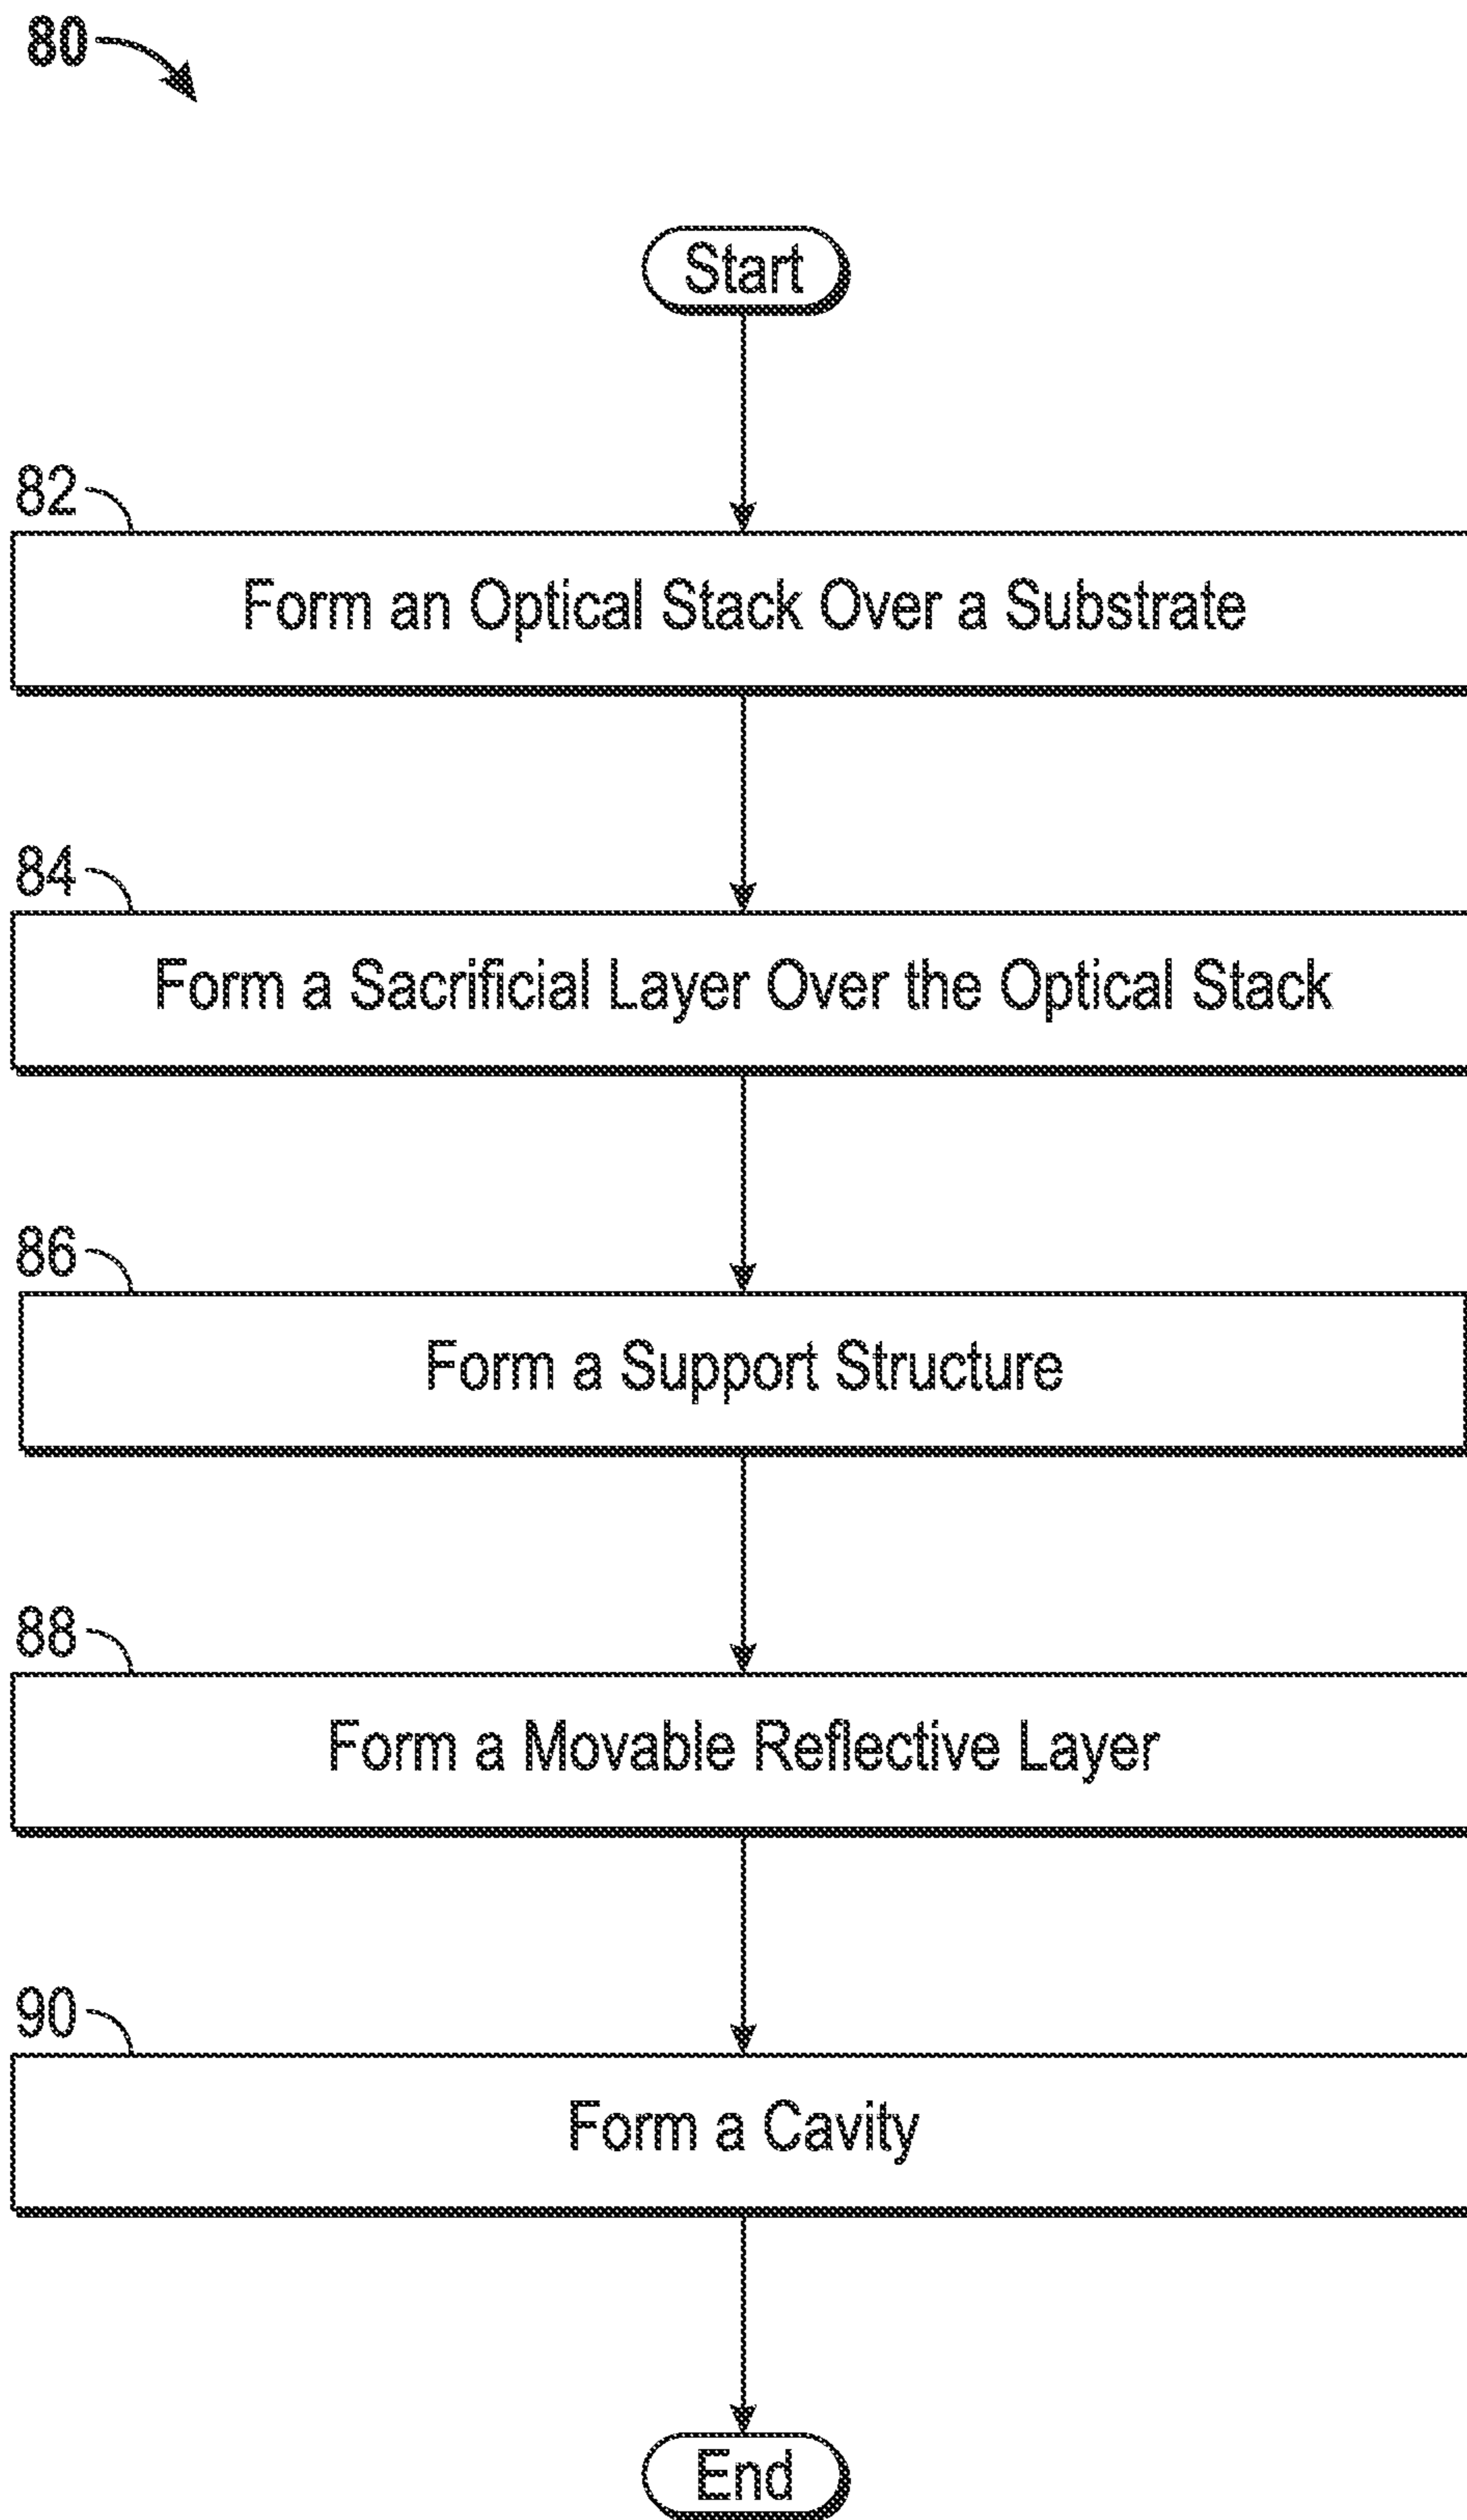 80
Start
82
Form an Optical Stack Over a Substrate
84
Form a Sacrificial Layer Over the Optical Stack
86
Form a Support Structure
88
Form a Movable Reflective Layer
90
Form a Cavity
End